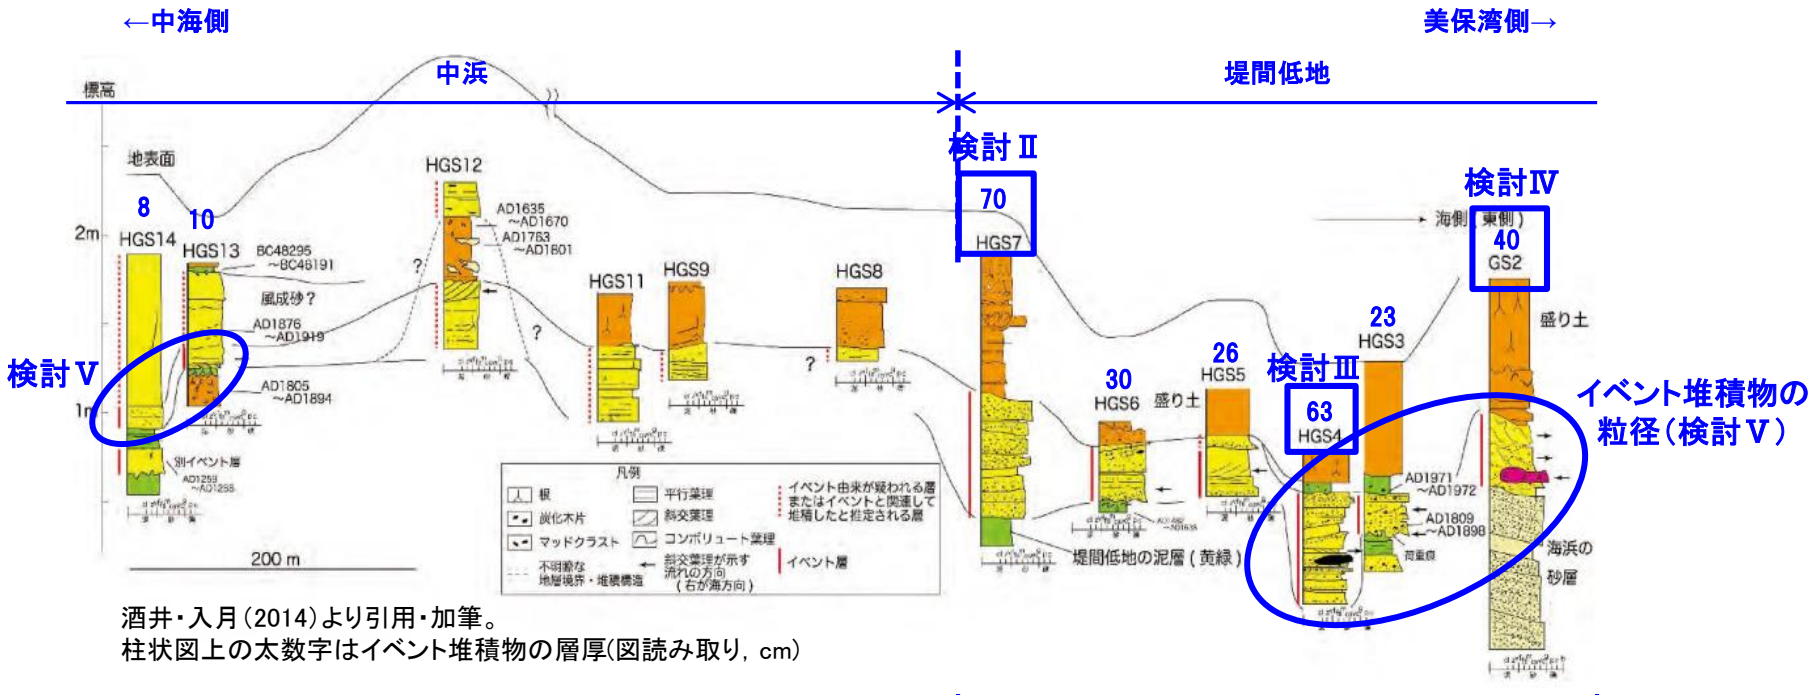 ←中海側
美保湾側→
中浜
堤間低地
標高
地表面
検討Ⅱ
検討Ⅳ
HGS12
70
8
10
AD1635
～AD1670
海側(東側)
40
2m
HGS14
HGS13
BC48295
～BC46191
AD1763
～AD1801
HGS7
GS2
?
HGS11
HGS9
HGS8
風成砂？
23
盛り土
AD1876
～AD1919
?
HGS3
検討Ⅴ
26
検討Ⅲ
?
HGS5
30
盛り土
63
AD1805
～AD1894
HGS6
HGS4
イベント堆積物の
粒径(検討Ⅴ)
1m
別イベント層
凡例
AD1971
～AD1972
根
平行葉理
イベント由来が疑われる層
またはイベントと関連して
堆積したと推定される層
炭化木片
斜交葉理
AD1809
～AD1898
マッドクラスト
コンボリュート葉理
荷重痕
海浜の
砂層
200 m
不明瞭な
地層境界・堆積構造
斜交葉理が示す
流れの方向
(右が海方向)
イベント層
堤間低地の泥層(黄緑)
酒井・入月(2014)より引用・加筆。
柱状図上の太数字はイベント堆積物の層厚(図読み取り，cm)